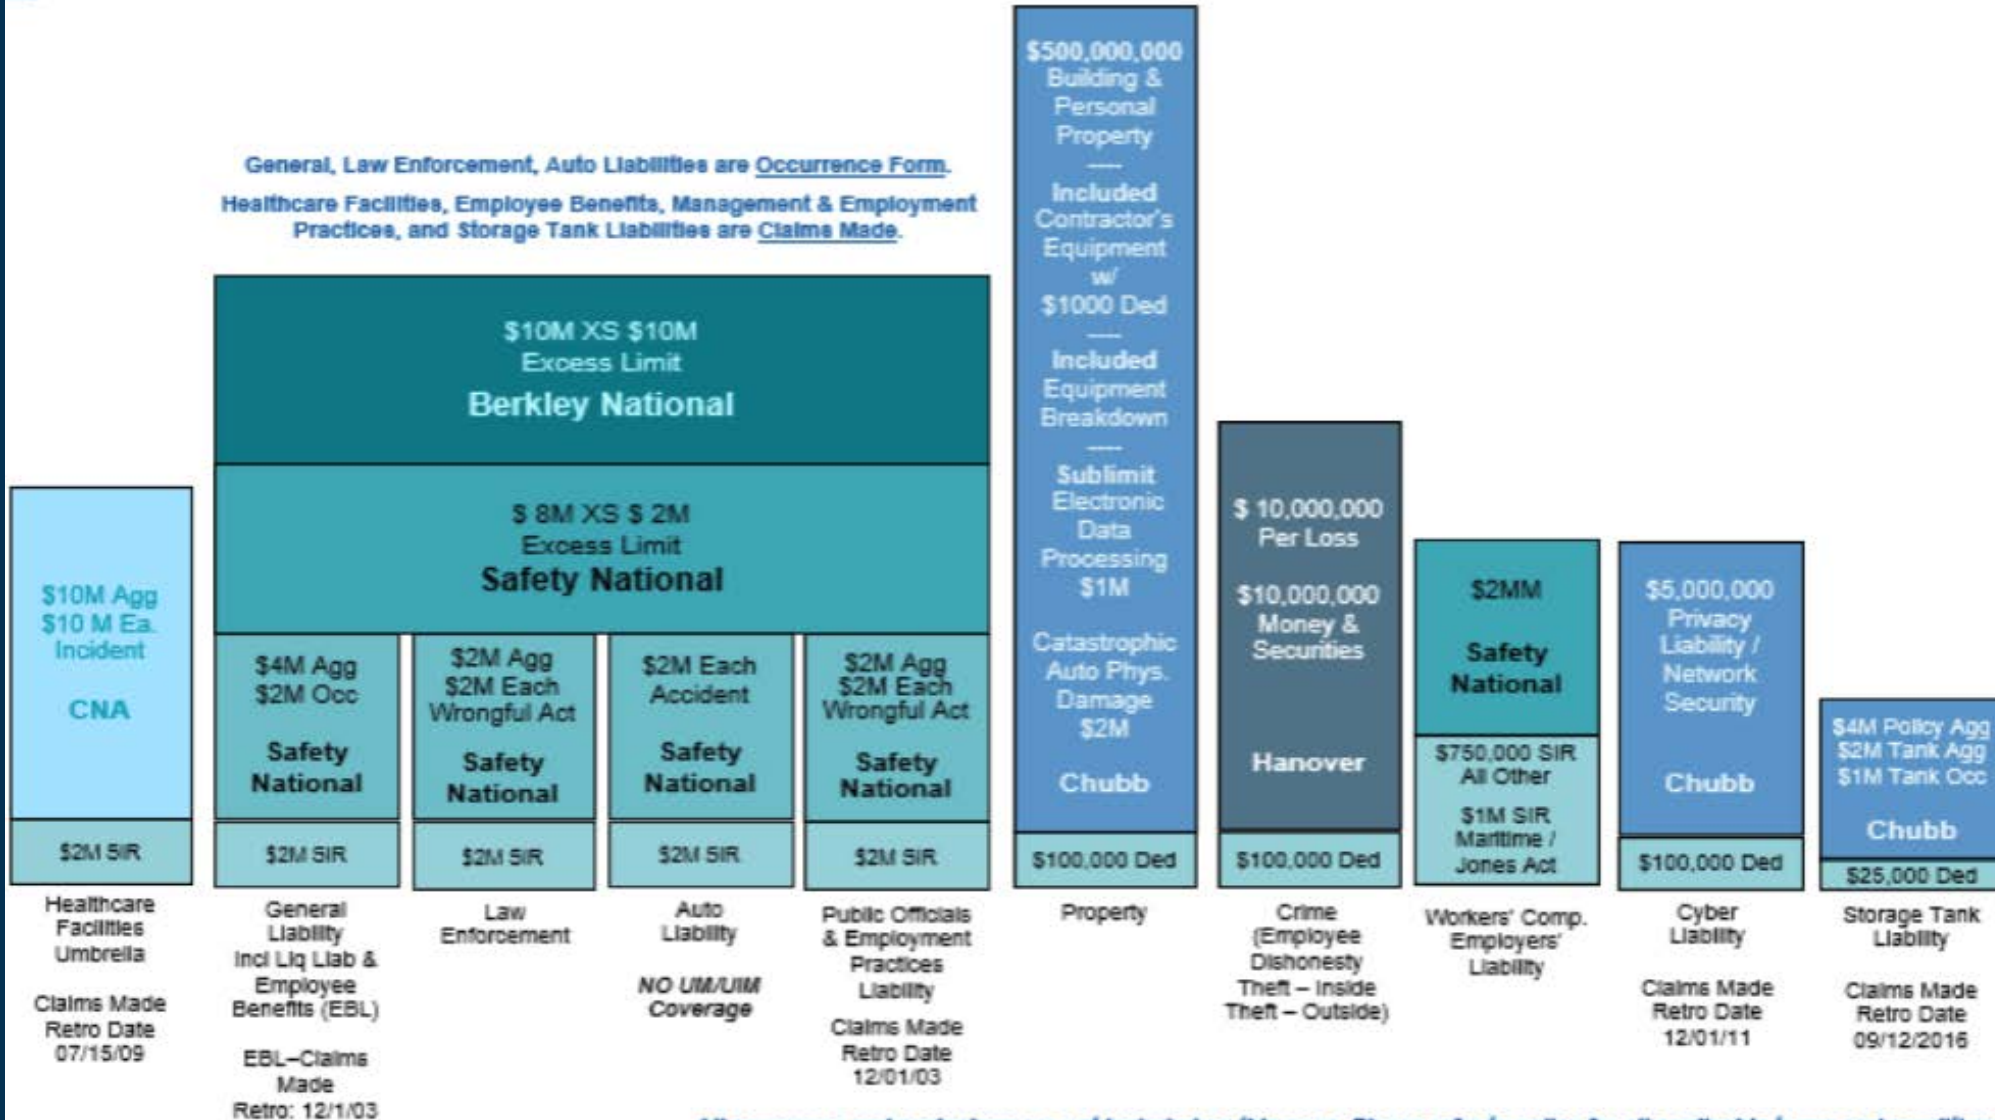 General, Law Enforcement, Auto Liabilities are Occurrence Form.
Healthcare Facilities, Employee Benefits, Management & Employment
Practices, and Storage Tank Liabilities are Claims Made.
$10M XS $10M
Excess Limit
Berkley National
$ 8M XS $ 2M
Excess Limit
Safety National
$10M Agg
$10 M Ea.
Incident
CNA
$2M SIR
Healthcare
Facilities
Umbrella
Claims Made
Retro Date
07/15/09
$4M Agg
$2M Occ
Safety
National
$2M SIR
General
Liability
Incl Liq Liab &
Employee
Benefits (EBL)
EBL–Claims
Made
Retro: 12/1/03
$2M Agg
$2M Each
Wrongful Act
Safety
National
$2M SIR
Law
Enforcement
$2M Each
Accident
Safety
National
$2M SIR
Auto
Liability
NO UM/UIM
Coverage
$2M Agg
$2M Each
Wrongful Act
Safety
National
$2M SIR
Public Officials
& Employment
Practices
Liability
Claims Made
Retro Date
12/01/03
$500,000,000
Building &
Personal
Property
----
Included
Contractor's
Equipment
w/
$1000 Ded
----
Included
Equipment
Breakdown
----
Sublimit
Electronic
Data
Processing
$1M
Catastrophic
Auto Phys.
Damage
$2M
Chubb
$100,000 Ded
Property
$ 10,000,000
Per Loss
$10,000,000
Money &
Securities
Hanover
$100,000 Ded
Crime
(Employee
Dishonesty
Theft – Inside
Theft – Outside)
$2MM
Safety
National
$750,000 SIR
All Other
$1M SIR
Maritime /
Jones Act
Workers' Comp.
Employers'
Liability
$5,000,000
Privacy
Liability /
Network
Security
Chubb
$100,000 Ded
Cyber
Liability
Claims Made
Retro Date
12/01/11
$4M Policy Agg
$2M Tank Agg
$1M Tank Occ
Chubb
$25,000 Ded
Storage Tank
Liability
Claims Made
Retro Date
09/12/2016